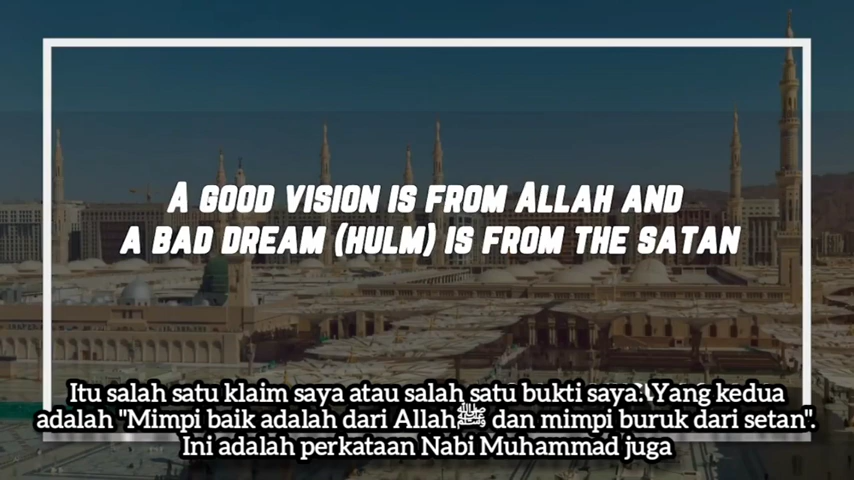 A GOOD VISION IS FROM ALLAH AND
A BAD DREAM (HULM) IS FROM THE SATAN
Itu salah satu klaim saya atau salah satu bukti saya. Yang kedua
adalah "Mimpi baik adalah dari Allahﷺ dan mimpi buruk dari setan".
Ini adalah perkataan Nabi Muhammad juga